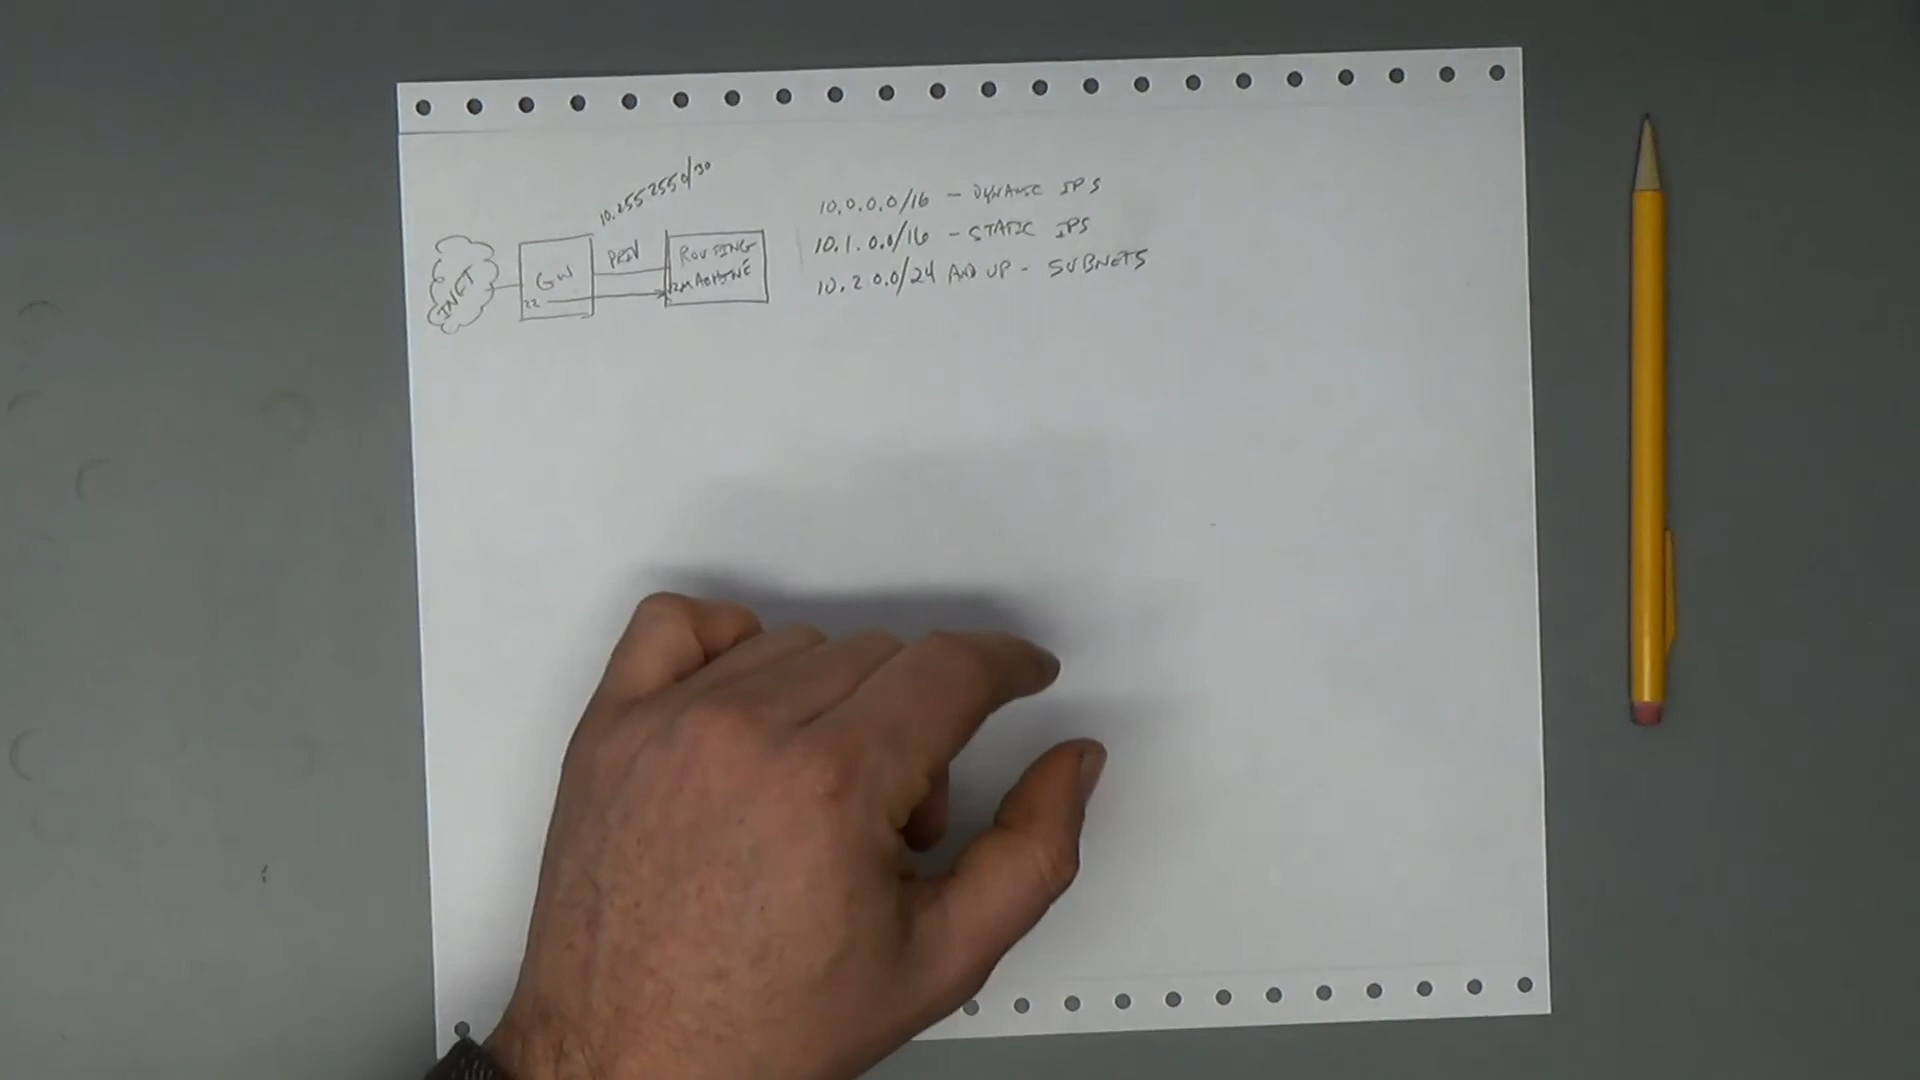 10.255.255.0/30
INET
GW
PRIV
ROUTING
MACHINE
22
10.0.0.0/16 - DYNAMIC IPS
10.1.0.0/16 - STATIC IPS
10.2 0.0/24 AND UP - SUBNETS